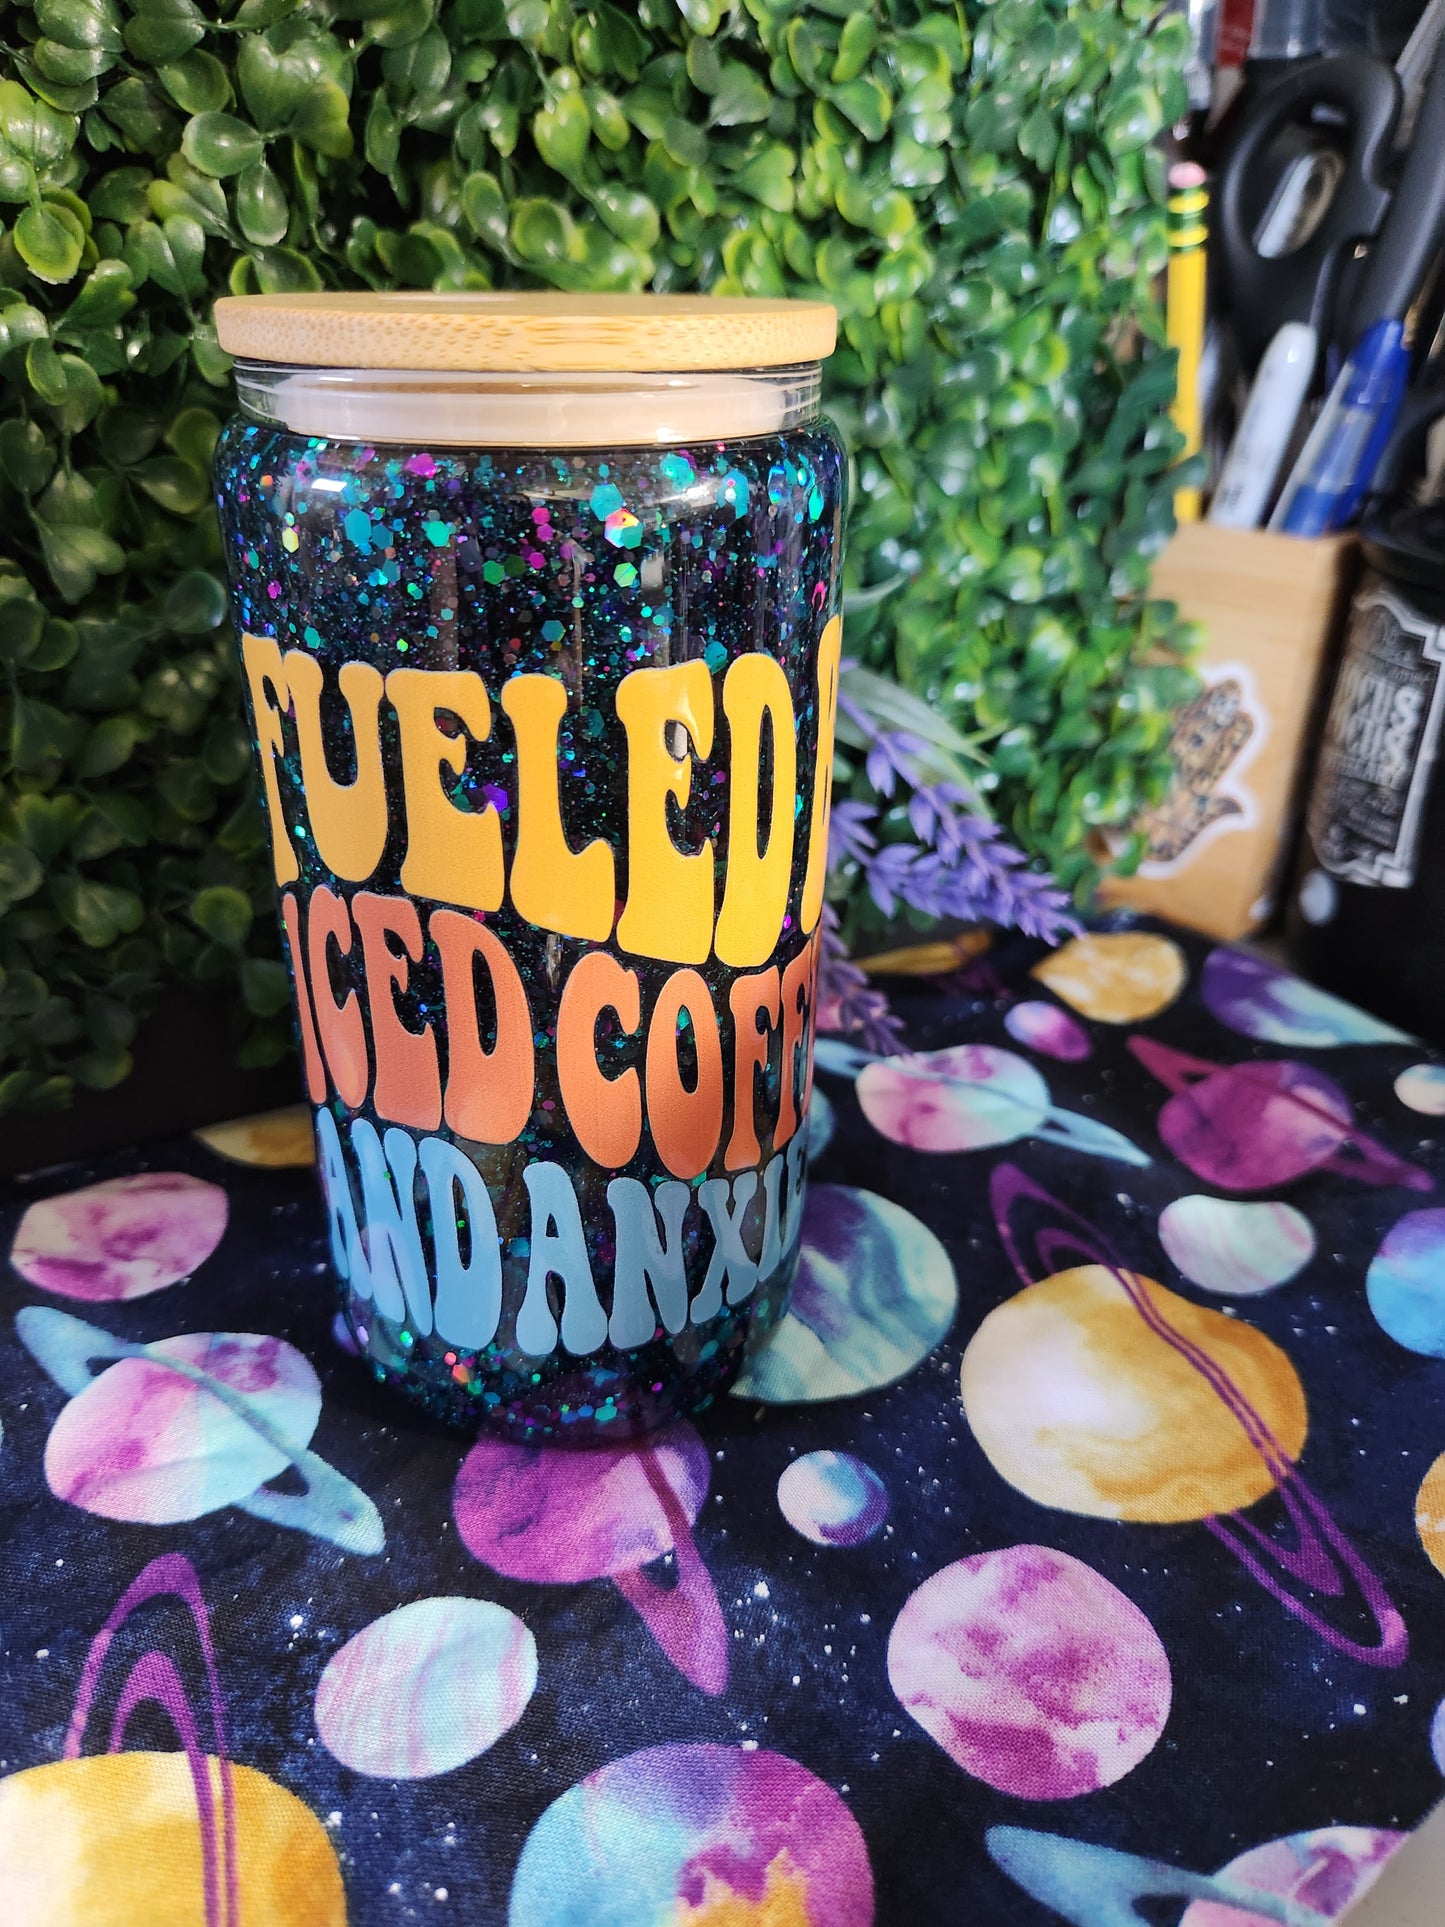 FUELED
ICED COFF
AND ANXIE